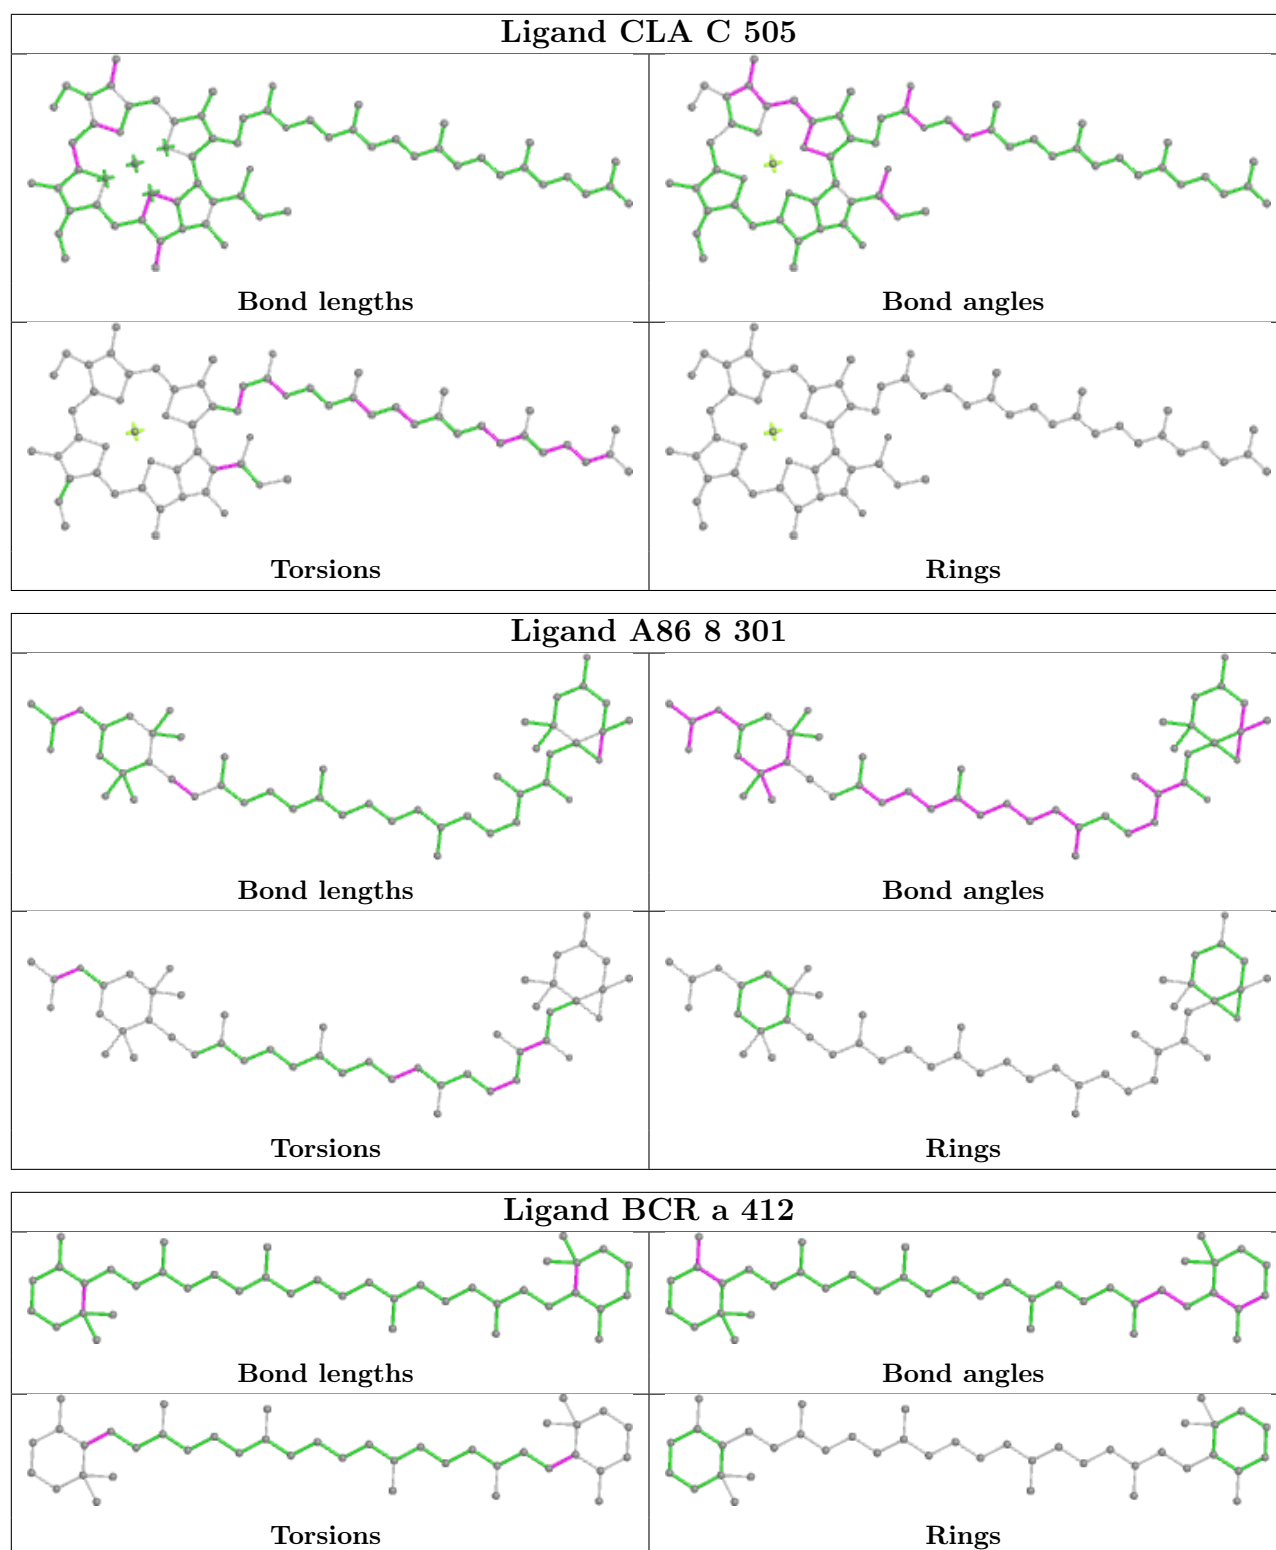 Ligand CLA C 505
Bond lengths
Bond angles
Torsions
Rings
Ligand A86 8 301
Bond lengths
Bond angles
Torsions
Rings
Ligand BCR a 412
Bond lengths
Bond angles
Torsions
Rings